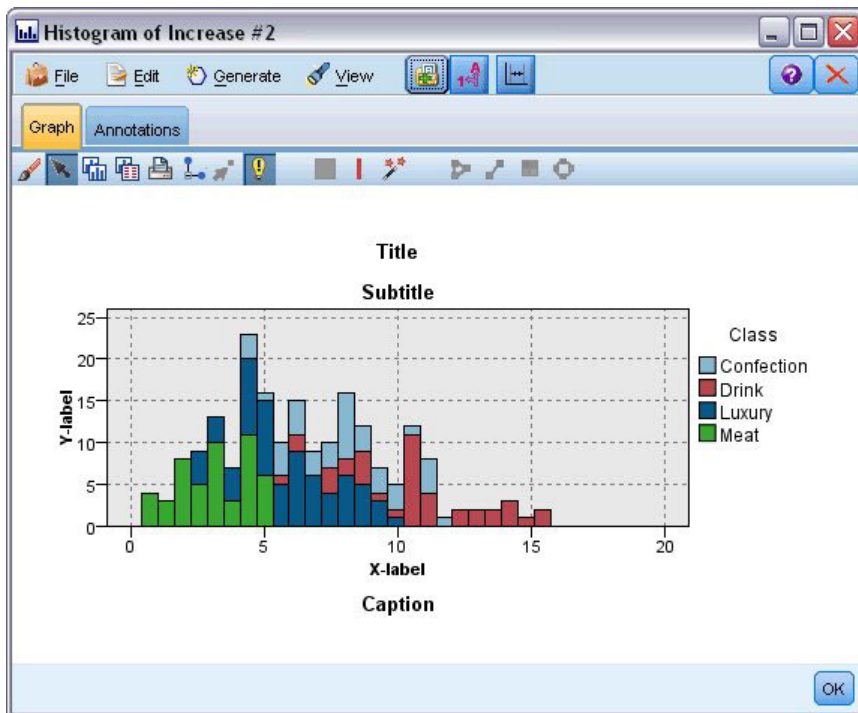 Histogram of Increase #2
File Edit Generate View
Graph Annotations
Title
Subtitle
25
20
15
10
5
0
Y-label
0 5 10 15 20
X-label
Caption
Class
Confection
Drink
Luxury
Meat
OK